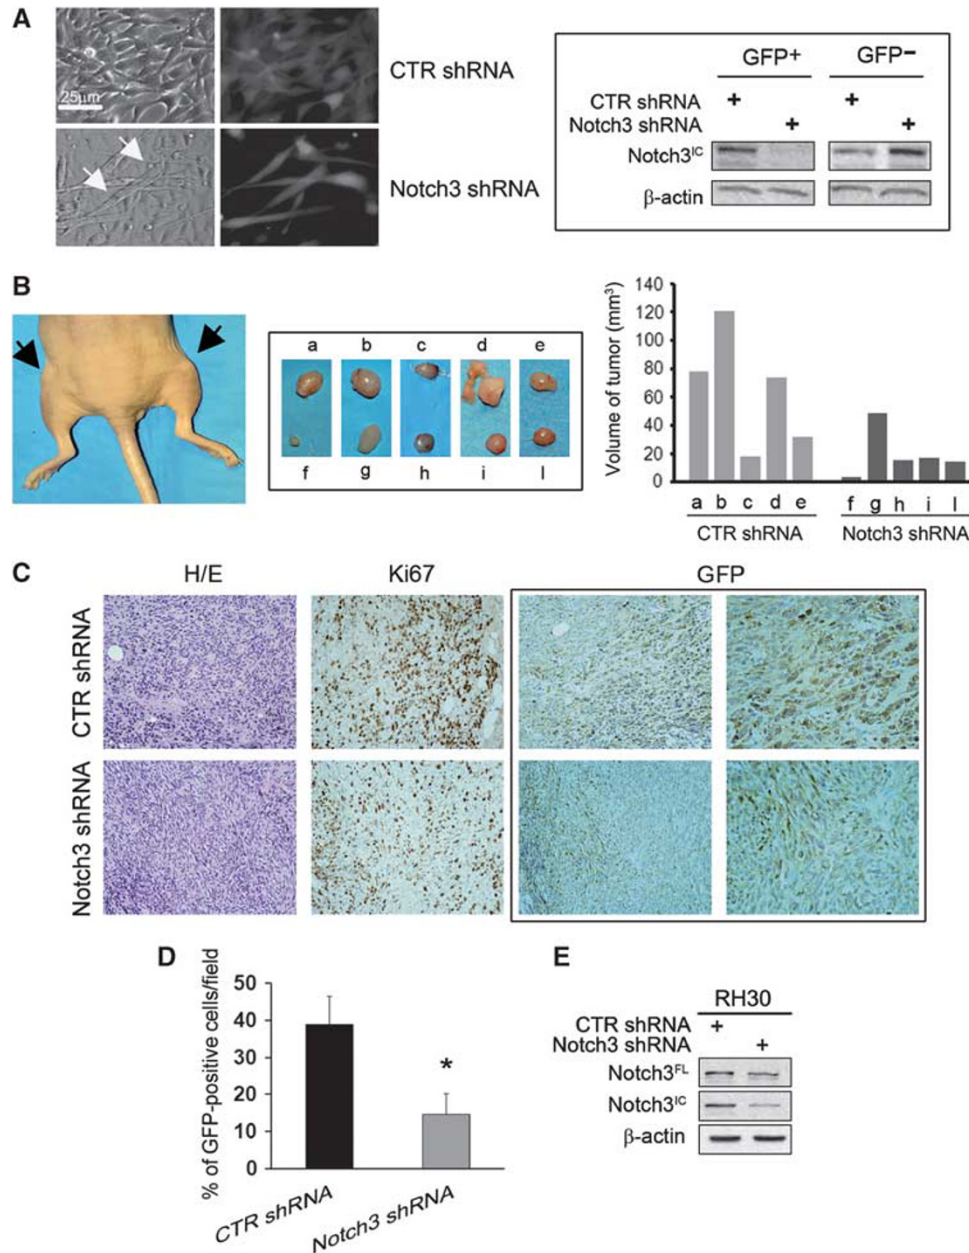 A
25µm
CTR shRNA
Notch3 shRNA
GFP+ GFP−
CTR shRNA + +
Notch3 shRNA + +
Notch3IC
β-actin
B
a b c d e
f g h i l
Volume of tumor (mm3)
140
120
100
80
60
40
20
0
a b c d e f g h i l
CTR shRNA Notch3 shRNA
C
H/E Ki67 GFP
CTR shRNA
Notch3 shRNA
D
% of GFP-positive cells/field
50
40
30
20
10
0
*
CTR shRNA
Notch3 shRNA
E
RH30
CTR shRNA +
Notch3 shRNA +
Notch3FL
Notch3IC
β-actin